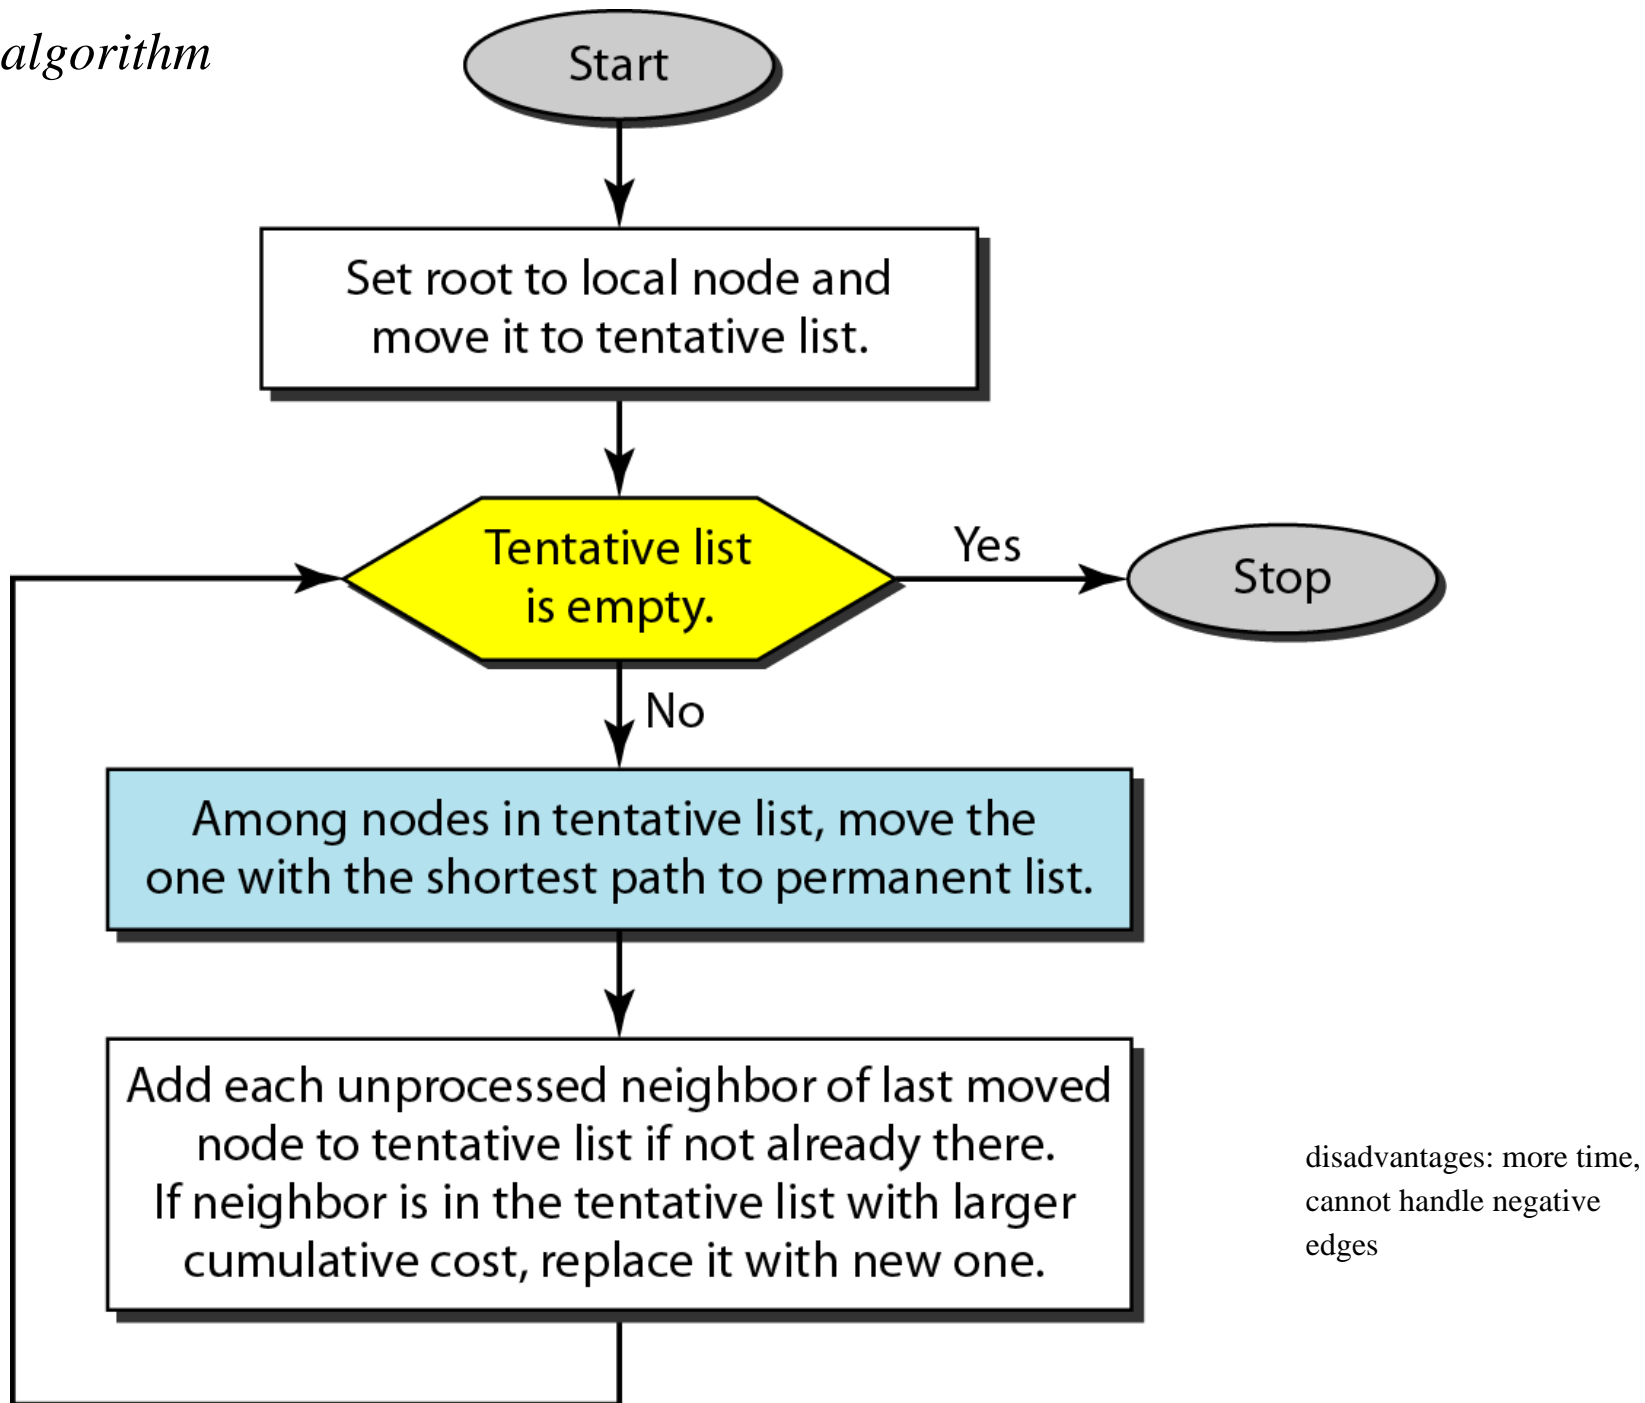 algorithm
Start
Set root to local node and
move it to tentative list.
Tentative list
is empty.
Yes
Stop
No
Among nodes in tentative list, move the
one with the shortest path to permanent list.
Add each unprocessed neighbor of last moved
node to tentative list if not already there.
If neighbor is in the tentative list with larger
cumulative cost, replace it with new one.
disadvantages: more time,
cannot handle negative
edges